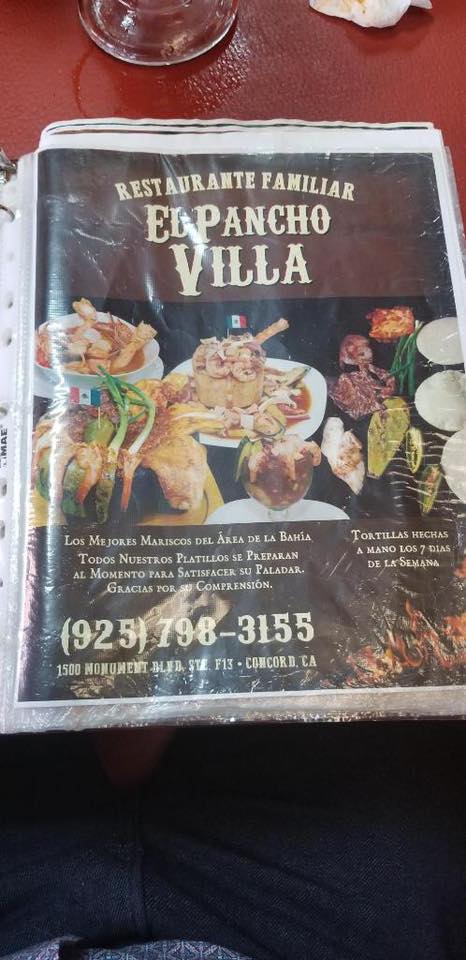 RESTAURANTE FAMILIAR
EL PANCHO
VILLA
LOS MEJORES MARISCOS DEL ÁREA DE LA BAHÍA
TODOS NUESTROS PLATILLOS SE PREPARAN
AL MOMENTO PARA SATISFACER SU PALADAR.
GRACIAS POR SU COMPRENSIÓN.
TORTILLAS HECHAS
A MANO LOS 7 DIAS
DE LA SEMANA
(925) 798-3155
1500 MONUMENT BLVD. STE. F13 • CONCORD, CA